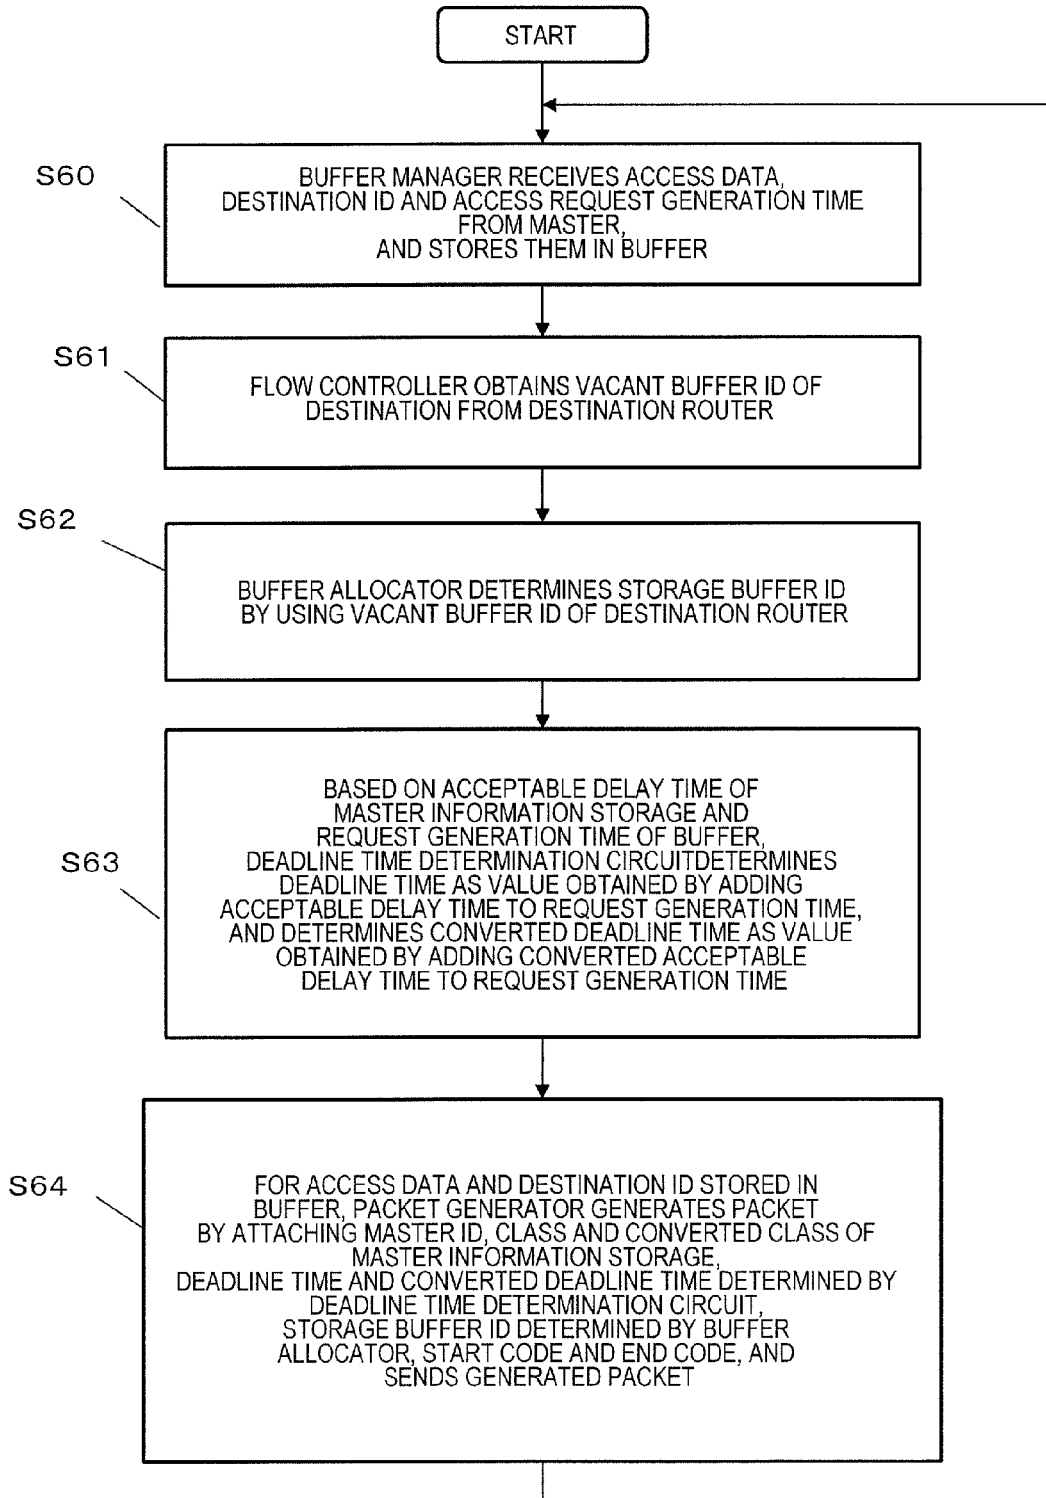 START
S60
BUFFER MANAGER RECEIVES ACCESS DATA,
DESTINATION ID AND ACCESS REQUEST GENERATION TIME
FROM MASTER,
AND STORES THEM IN BUFFER
S61
FLOW CONTROLLER OBTAINS VACANT BUFFER ID OF
DESTINATION FROM DESTINATION ROUTER
S62
BUFFER ALLOCATOR DETERMINES STORAGE BUFFER ID
BY USING VACANT BUFFER ID OF DESTINATION ROUTER
S63
BASED ON ACCEPTABLE DELAY TIME OF
MASTER INFORMATION STORAGE AND
REQUEST GENERATION TIME OF BUFFER,
DEADLINE TIME DETERMINATION CIRCUITDETERMINES
DEADLINE TIME AS VALUE OBTAINED BY ADDING
ACCEPTABLE DELAY TIME TO REQUEST GENERATION TIME,
AND DETERMINES CONVERTED DEADLINE TIME AS VALUE
OBTAINED BY ADDING CONVERTED ACCEPTABLE
DELAY TIME TO REQUEST GENERATION TIME
S64
FOR ACCESS DATA AND DESTINATION ID STORED IN
BUFFER, PACKET GENERATOR GENERATES PACKET
BY ATTACHING MASTER ID, CLASS AND CONVERTED CLASS OF
MASTER INFORMATION STORAGE,
DEADLINE TIME AND CONVERTED DEADLINE TIME DETERMINED BY
DEADLINE TIME DETERMINATION CIRCUIT,
STORAGE BUFFER ID DETERMINED BY BUFFER
ALLOCATOR, START CODE AND END CODE, AND
SENDS GENERATED PACKET